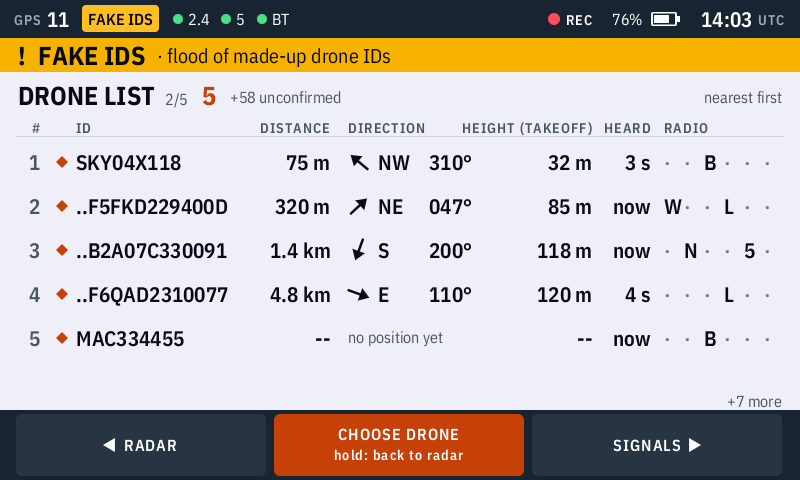 GPS 11 FAKE IDS 2.4 5 BT REC 76% 14:03 UTC
! FAKE IDS · flood of made-up drone IDs
DRONE LIST 2/5 5 +58 unconfirmed nearest first
# ID DISTANCE DIRECTION HEIGHT (TAKEOFF) HEARD RADIO
1 ◆ SKY04X118 75 m ↖ NW 310° 32 m 3 s · · B · · ·
2 ◆ ..F5FKD229400D 320 m ↗ NE 047° 85 m now W · · L · ·
3 ◆ ..B2A07C330091 1.4 km ↓ S 200° 118 m now · N · · 5 ·
4 ◆ ..F6QAD2310077 4.8 km → E 110° 120 m 4 s · · · L · ·
5 ◆ MAC334455 -- no position yet -- now · · B · · ·
+7 more
◀ RADAR CHOOSE DRONE SIGNALS ▶
hold: back to radar